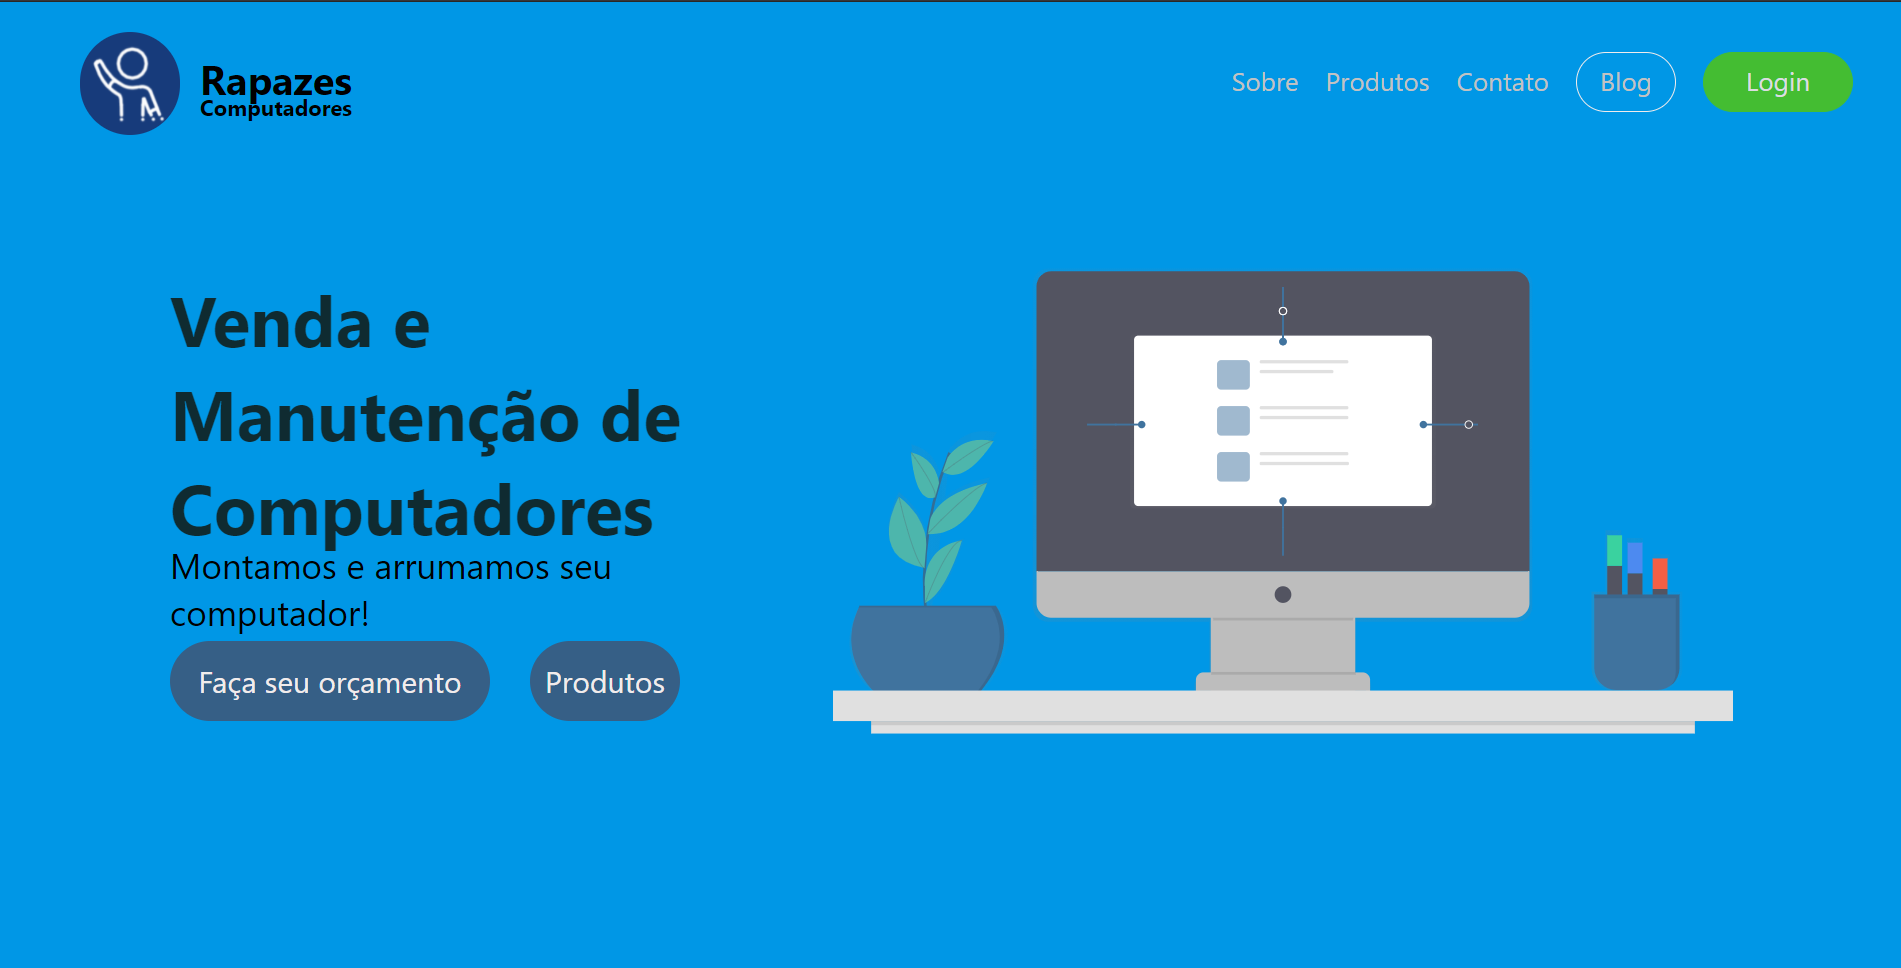 Rapazes
Computadores
Sobre Produtos Contato Blog Login
Venda e
Manutenção de
Computadores
Montamos e arrumamos seu
computador!
Faça seu orçamento Produtos